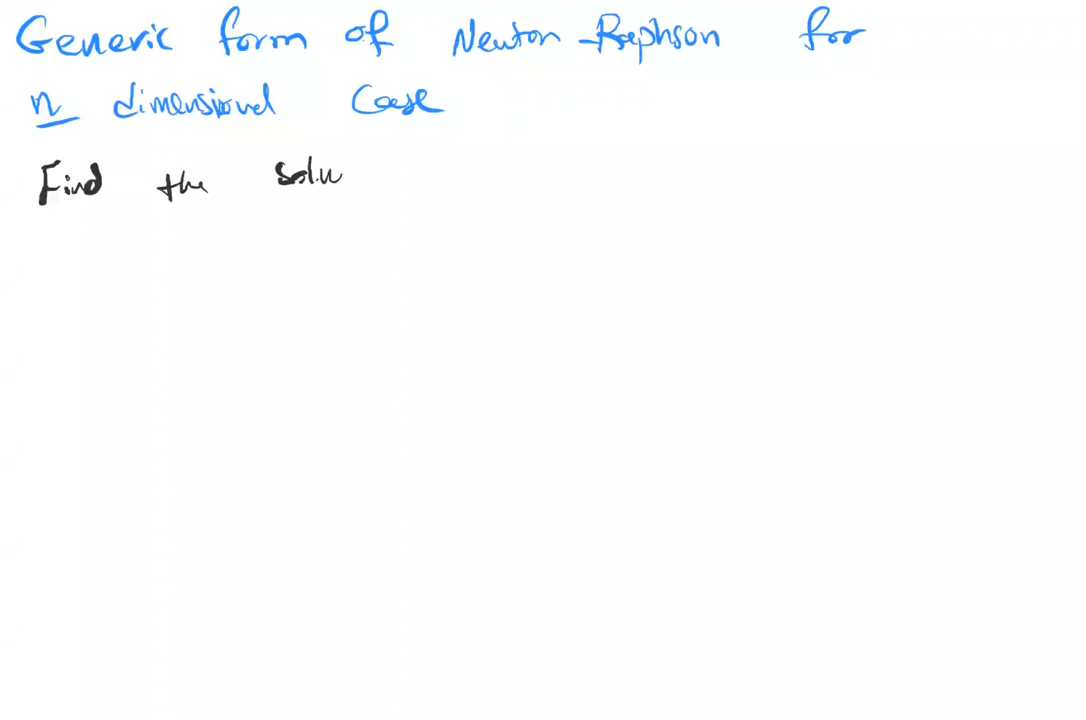 Generic form of Newton-Raphson for
n dimensional Case
Find the solu